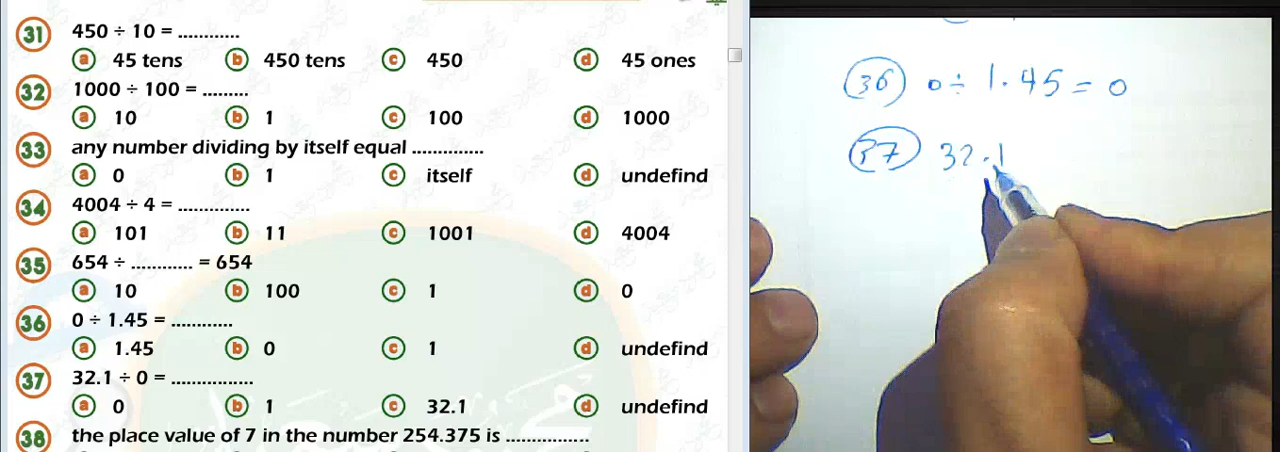 31 450 ÷ 10 = ............
a 45 tens b 450 tens c 450 d 45 ones
32 1000 ÷ 100 = .........
a 10 b 1 c 100 d 1000
33 any number dividing by itself equal ..............
a 0 b 1 c itself d undefind
34 4004 ÷ 4 = ..............
a 101 b 11 c 1001 d 4004
35 654 ÷ ............ = 654
a 10 b 100 c 1 d 0
36 0 ÷ 1.45 = ............
a 1.45 b 0 c 1 d undefind
37 32.1 ÷ 0 = ................
a 0 b 1 c 32.1 d undefind
38 the place value of 7 in the number 254.375 is ................
36 0 ÷ 1.45 = 0
37 32.1